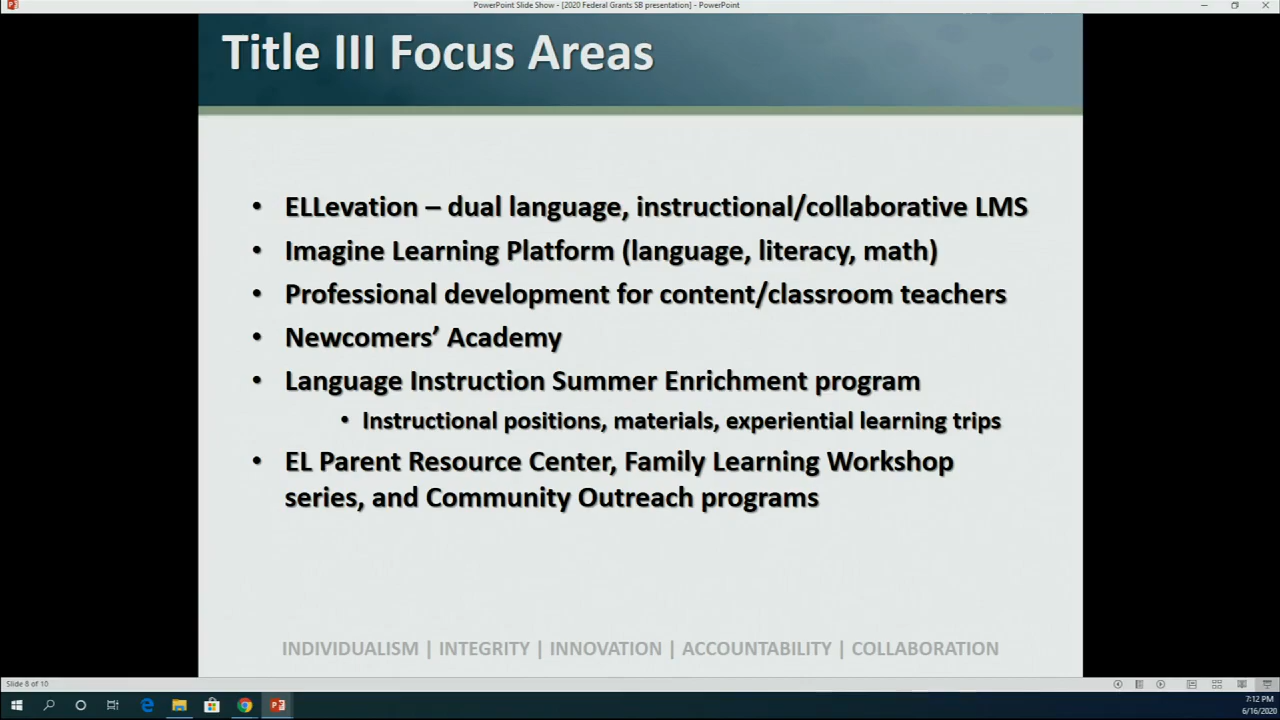 PowerPoint Slide Show - [2020 Federal Grants SB presentation] - PowerPoint
Title III Focus Areas
• ELLevation – dual language, instructional/collaborative LMS
• Imagine Learning Platform (language, literacy, math)
• Professional development for content/classroom teachers
• Newcomers’ Academy
• Language Instruction Summer Enrichment program
• Instructional positions, materials, experiential learning trips
• EL Parent Resource Center, Family Learning Workshop
series, and Community Outreach programs
INDIVIDUALISM | INTEGRITY | INNOVATION | ACCOUNTABILITY | COLLABORATION
Slide 8 of 10
7:12 PM
6/16/2020